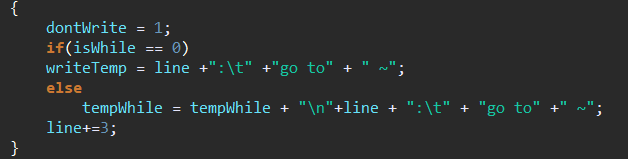 {
dontWrite = 1;
if(isWhile == 0)
writeTemp = line +":\t" +"go to" + " ~";
else
tempWhile = tempWhile + "\n"+line + ":\t" + "go to" +" ~";
line+=3;
}